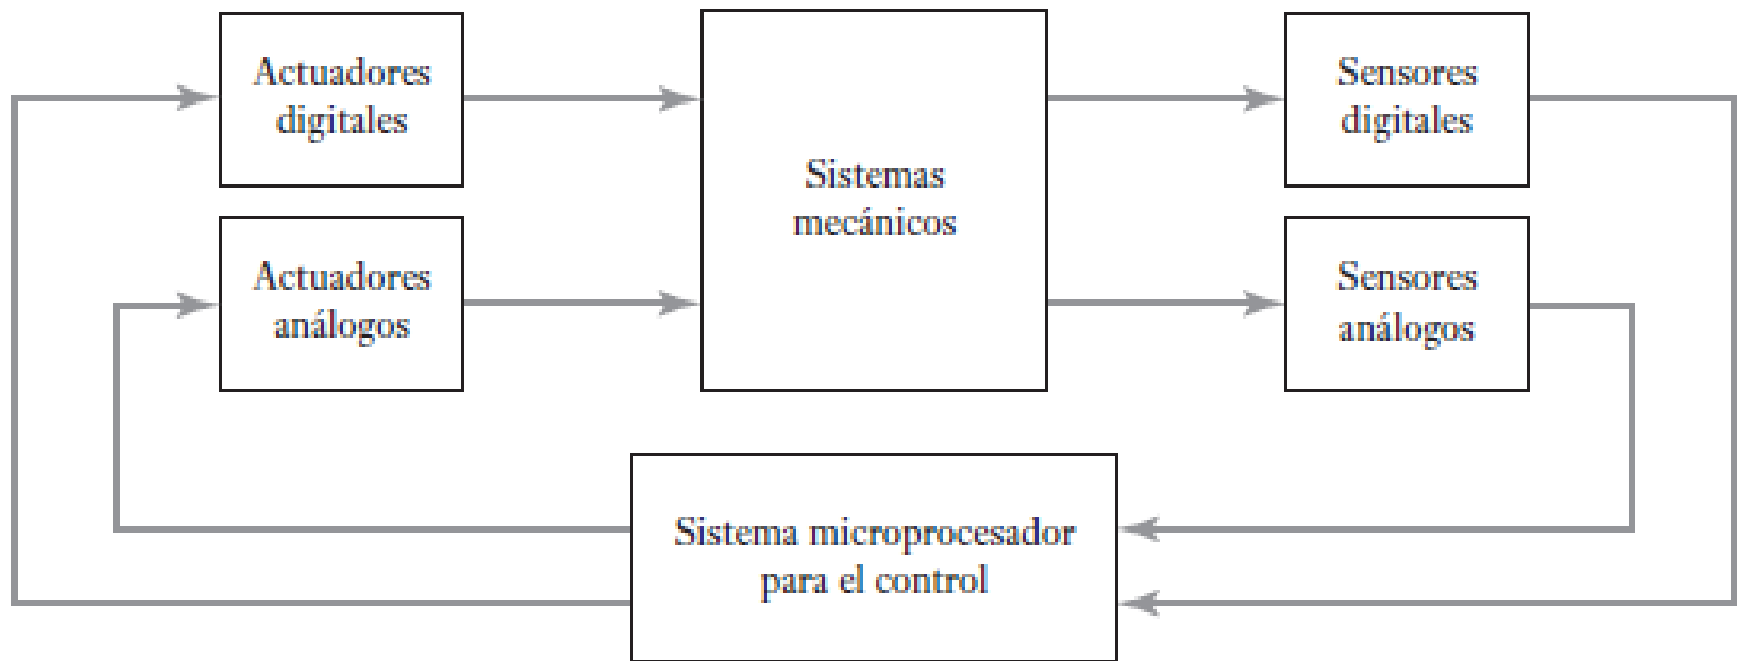 Actuadores
digitales
Sistemas
mecánicos
Sensores
digitales
Actuadores
análogos
Sensores
análogos
Sistema microprocesador
para el control